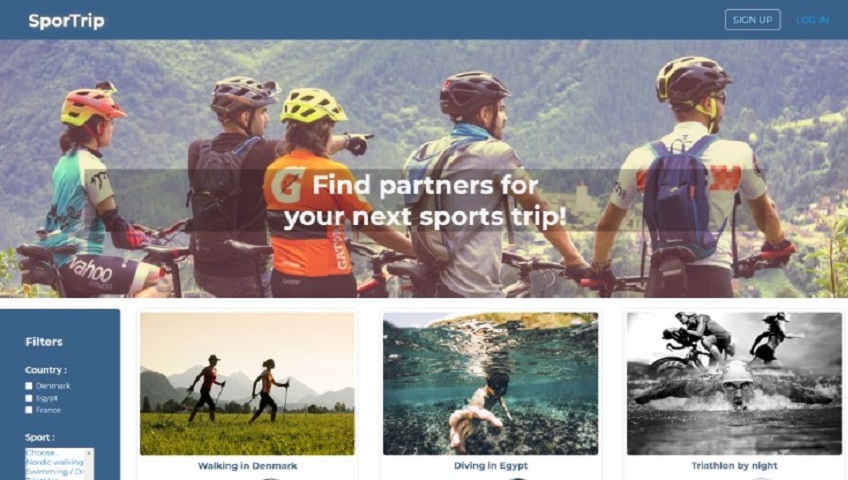 SporTrip
SIGN UP
LOG IN
G
Find partners for
your next sports trip!
yahoo
Filters
Country :
Denmark
Egypt
France
Sport :
Choose...
Nordic walking
Swimming / Di
Walking in Denmark
Diving in Egypt
Triathlon by night